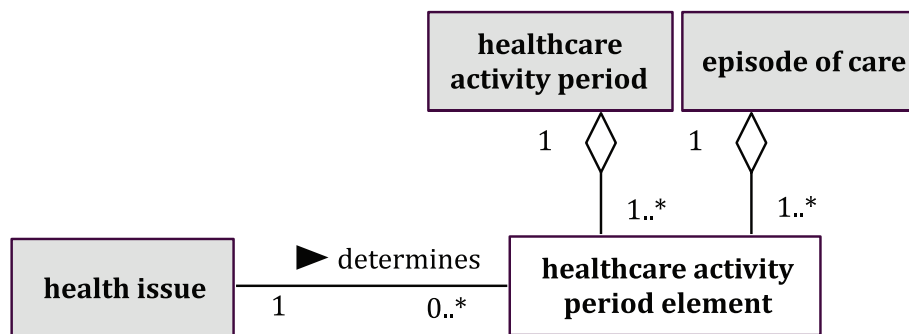 healthcare
activity period
episode of care
1
1
1..*
1..*
determines
health issue
1
0..*
healthcare activity
period element